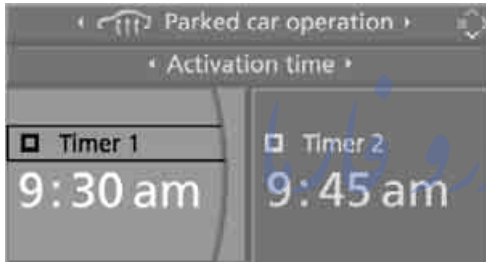 Parked car operation
Activation time
Timer 1
9:30 am
Timer 2
9:45 am